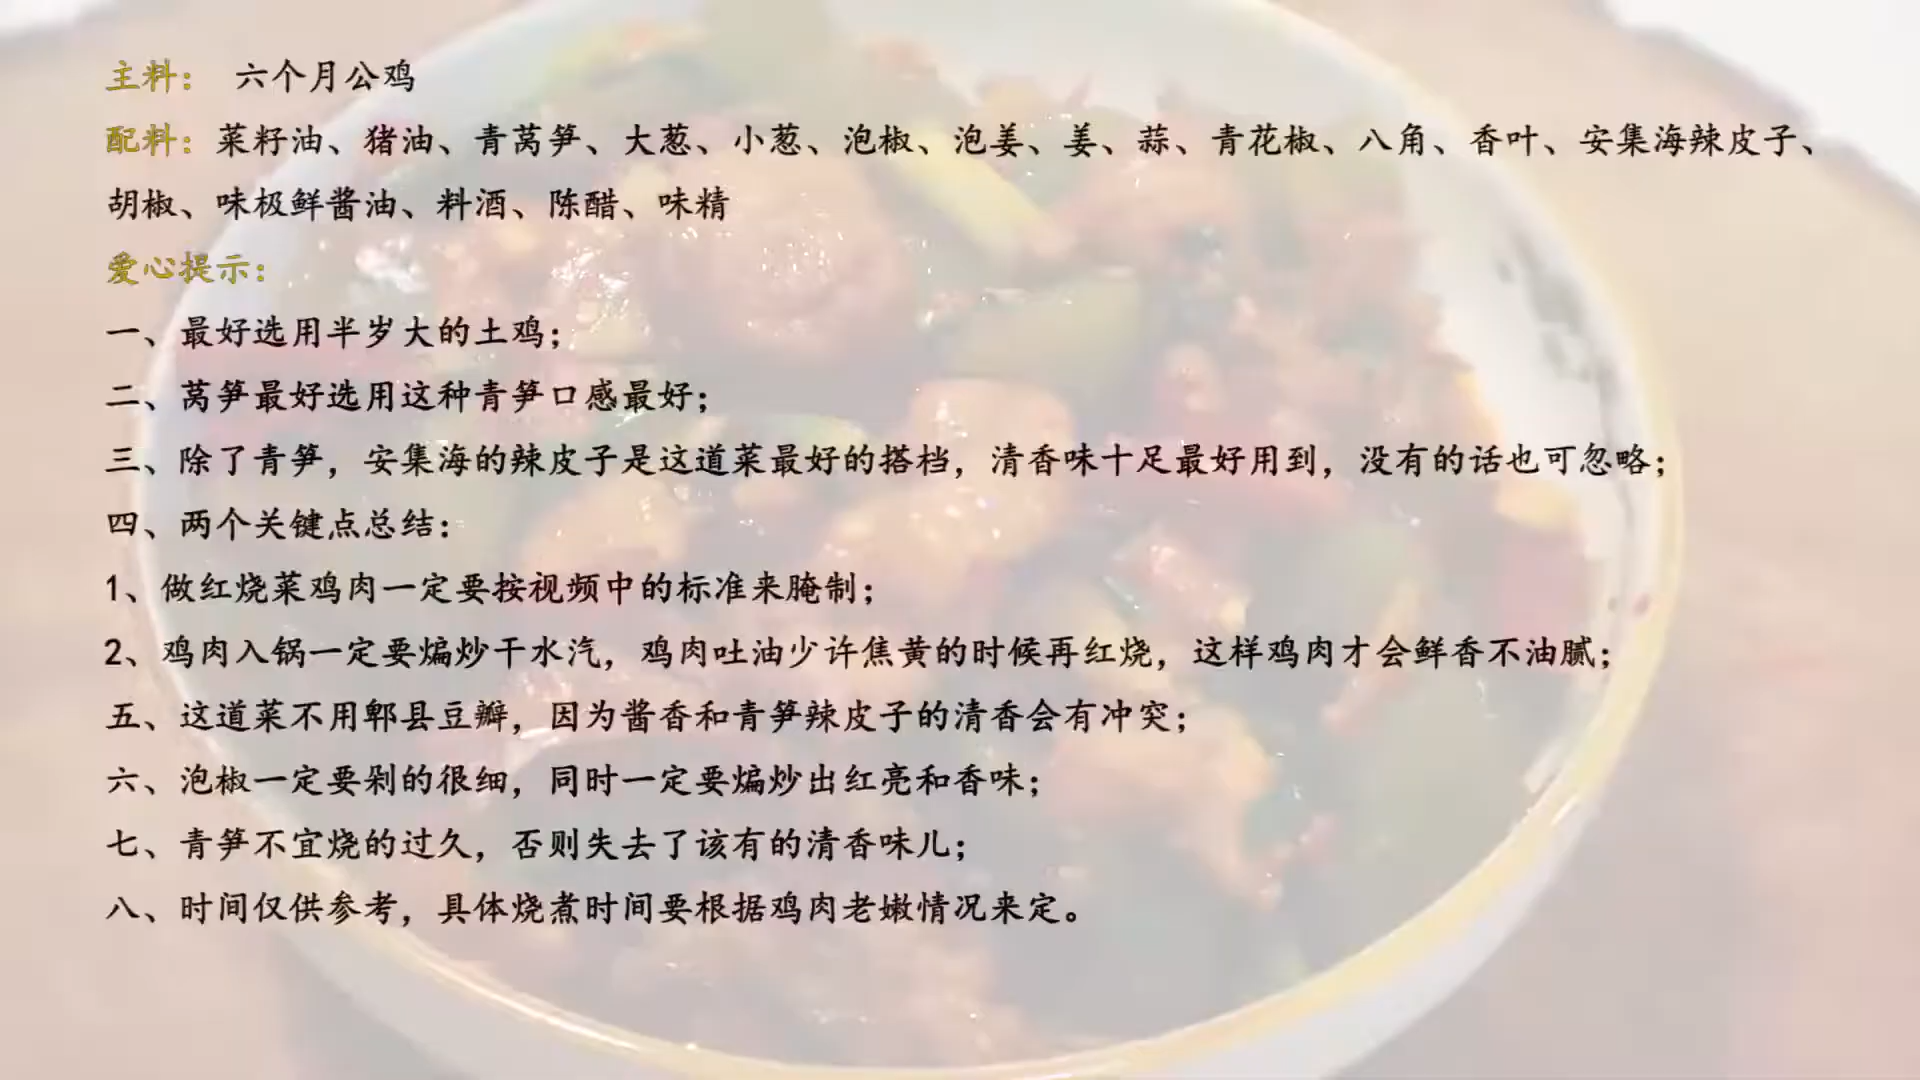 主料： 六个月公鸡
配料：菜籽油、猪油、青莴笋、大葱、小葱、泡椒、泡姜、姜、蒜、青花椒、八角、香叶、安集海辣皮子、
胡椒、味极鲜酱油、料酒、陈醋、味精
爱心提示：
一、最好选用半岁大的土鸡；
二、莴笋最好选用这种青笋口感最好；
三、除了青笋，安集海的辣皮子是这道菜最好的搭档，清香味十足最好用到，没有的话也可忽略；
四、两个关键点总结：
1、做红烧菜鸡肉一定要按视频中的标准来腌制；
2、鸡肉入锅一定要煸炒干水汽，鸡肉吐油少许焦黄的时候再红烧，这样鸡肉才会鲜香不油腻；
五、这道菜不用郫县豆瓣，因为酱香和青笋辣皮子的清香会有冲突；
六、泡椒一定要剁的很细，同时一定要煸炒出红亮和香味；
七、青笋不宜烧的过久，否则失去了该有的清香味儿；
八、时间仅供参考，具体烧煮时间要根据鸡肉老嫩情况来定。